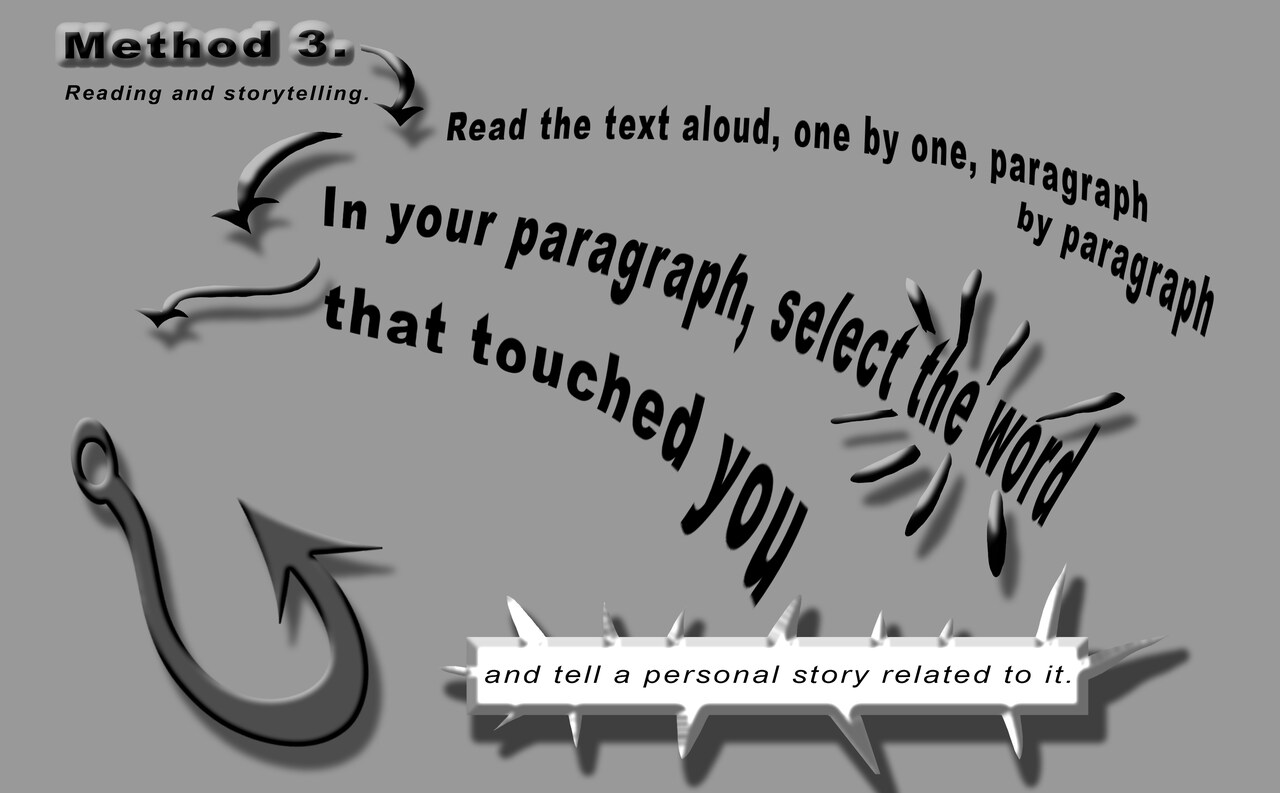 Method 3.
Reading and storytelling.
Read the text aloud, one by one, paragraph
by paragraph
In your paragraph, select the word
that touched you
and tell a personal story related to it.